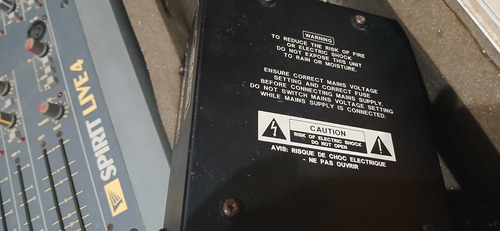 SPIRIT LIVE 4
WARNING
TO REDUCE THE RISK OF FIRE
OR ELECTRIC SHOCK
DO NOT EXPOSE THIS UNIT
TO RAIN OR MOISTURE.
ENSURE CORRECT MAINS VOLTAGE
SETTING AND CORRECT FUSE
BEFORE CONNECTING MAINS SUPPLY.
DO NOT SWITCH MAINS VOLTAGE SETTING
WHILE MAINS SUPPLY IS CONNECTED.
CAUTION
RISK OF ELECTRIC SHOCK
DO NOT OPEN
AVIS: RISQUE DE CHOC ELECTRIQUE
- NE PAS OUVRIR